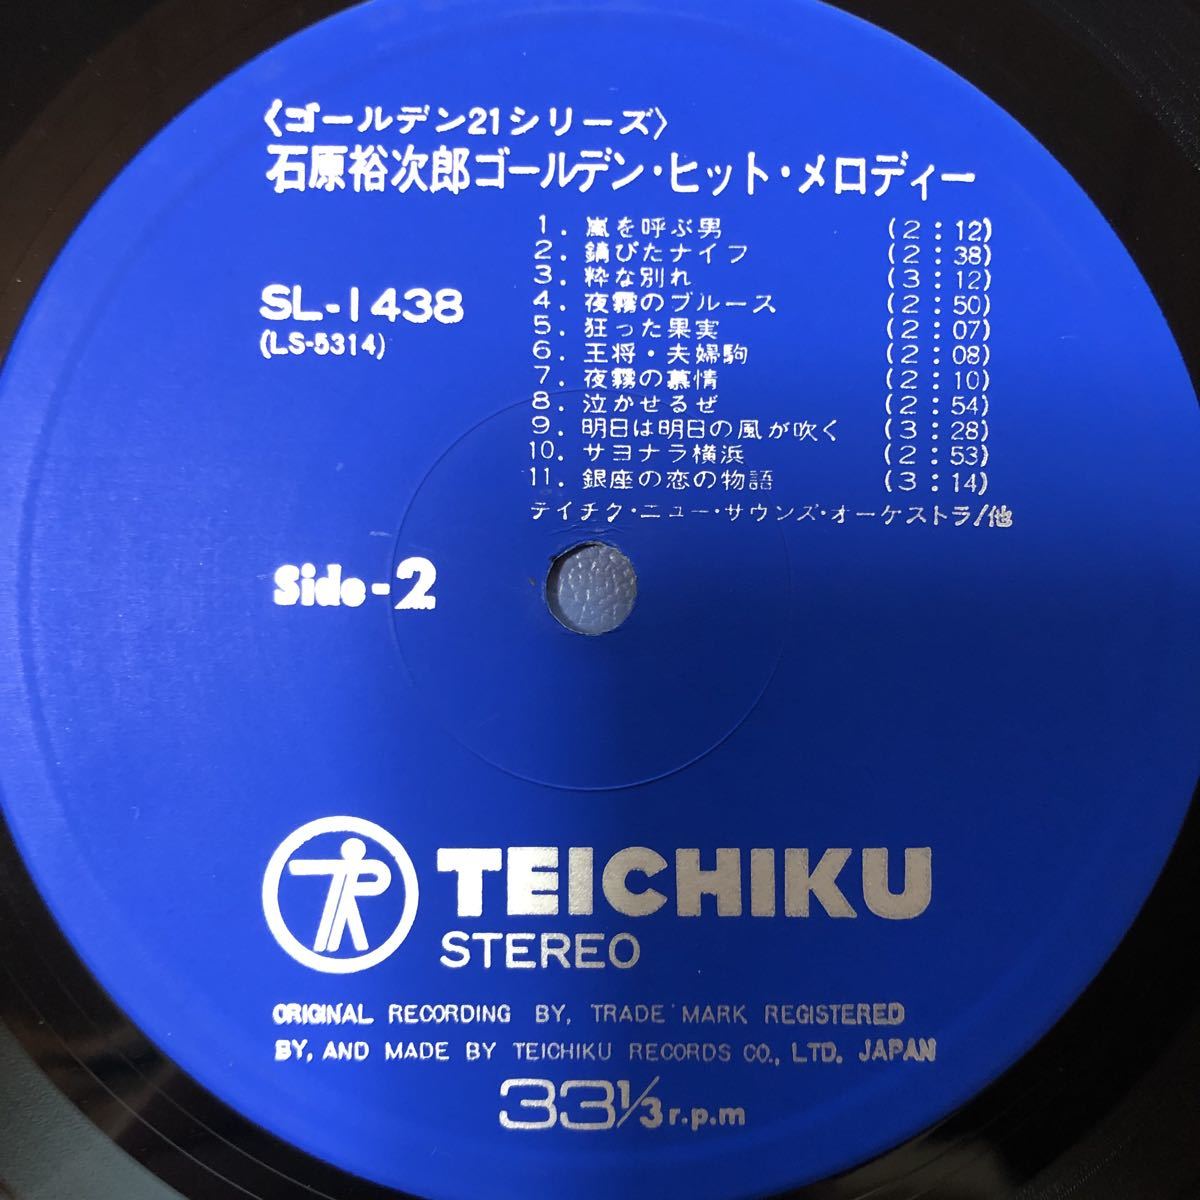 〈ゴールデン21シリーズ〉
石原裕次郎ゴールデン・ヒット・メロディー
1. 嵐を呼ぶ男 (2:12)
2. 錆びたナイフ (2:38)
3. 粋な別れ (3:12)
4. 夜霧のブルース (2:50)
5. 狂った果実 (2:07)
6. 王将・夫婦駒 (2:08)
7. 夜霧の慕情 (2:10)
8. 泣かせるぜ (2:54)
9. 明日は明日の風が吹く (3:28)
10. サヨナラ横浜 (2:53)
11. 銀座の恋の物語 (3:14)
テイチク・ニュー・サウンズ・オーケストラ/他
SL-1438
(LS-5314)
Side-2
TEICHIKU
STEREO
ORIGINAL RECORDING BY, TRADE MARK REGISTERED
BY, AND MADE BY TEICHIKU RECORDS CO., LTD. JAPAN
33 1/3 r.p.m